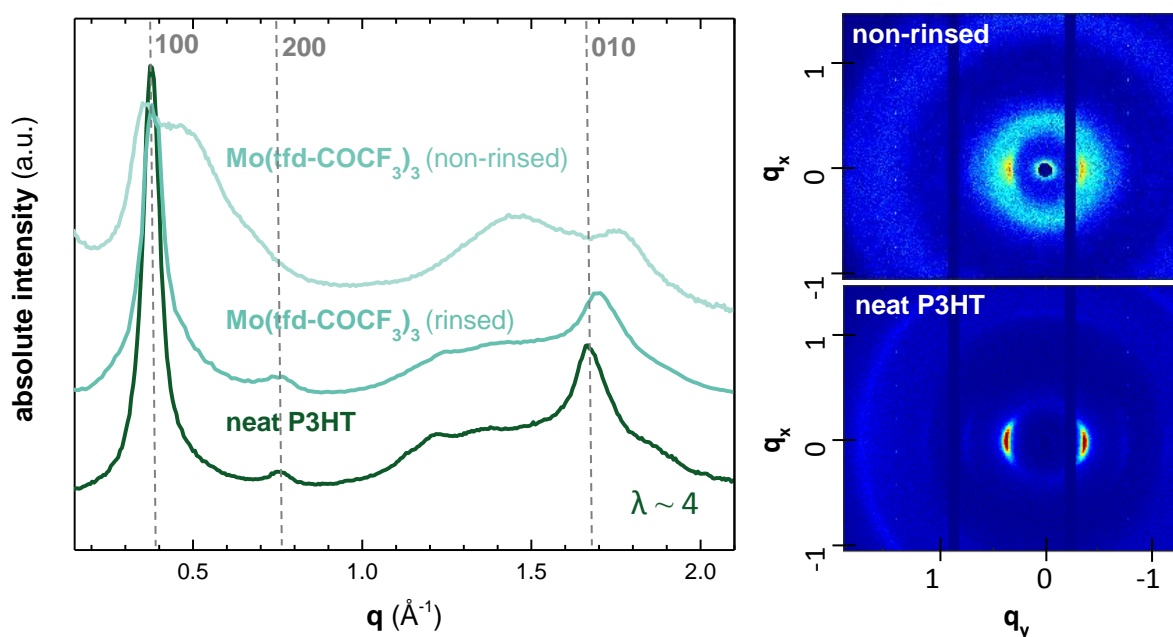 100
200
010
Mo(tfd-COCF₃)₃ (non-rinsed)
Mo(tfd-COCF₃)₃ (rinsed)
neat P3HT
λ ~ 4
absolute intensity (a.u.)
0.5
1.0
1.5
2.0
q (Å⁻¹)
non-rinsed
1
0
-1
qₓ
neat P3HT
1
0
-1
qₓ
1
0
-1
q_y